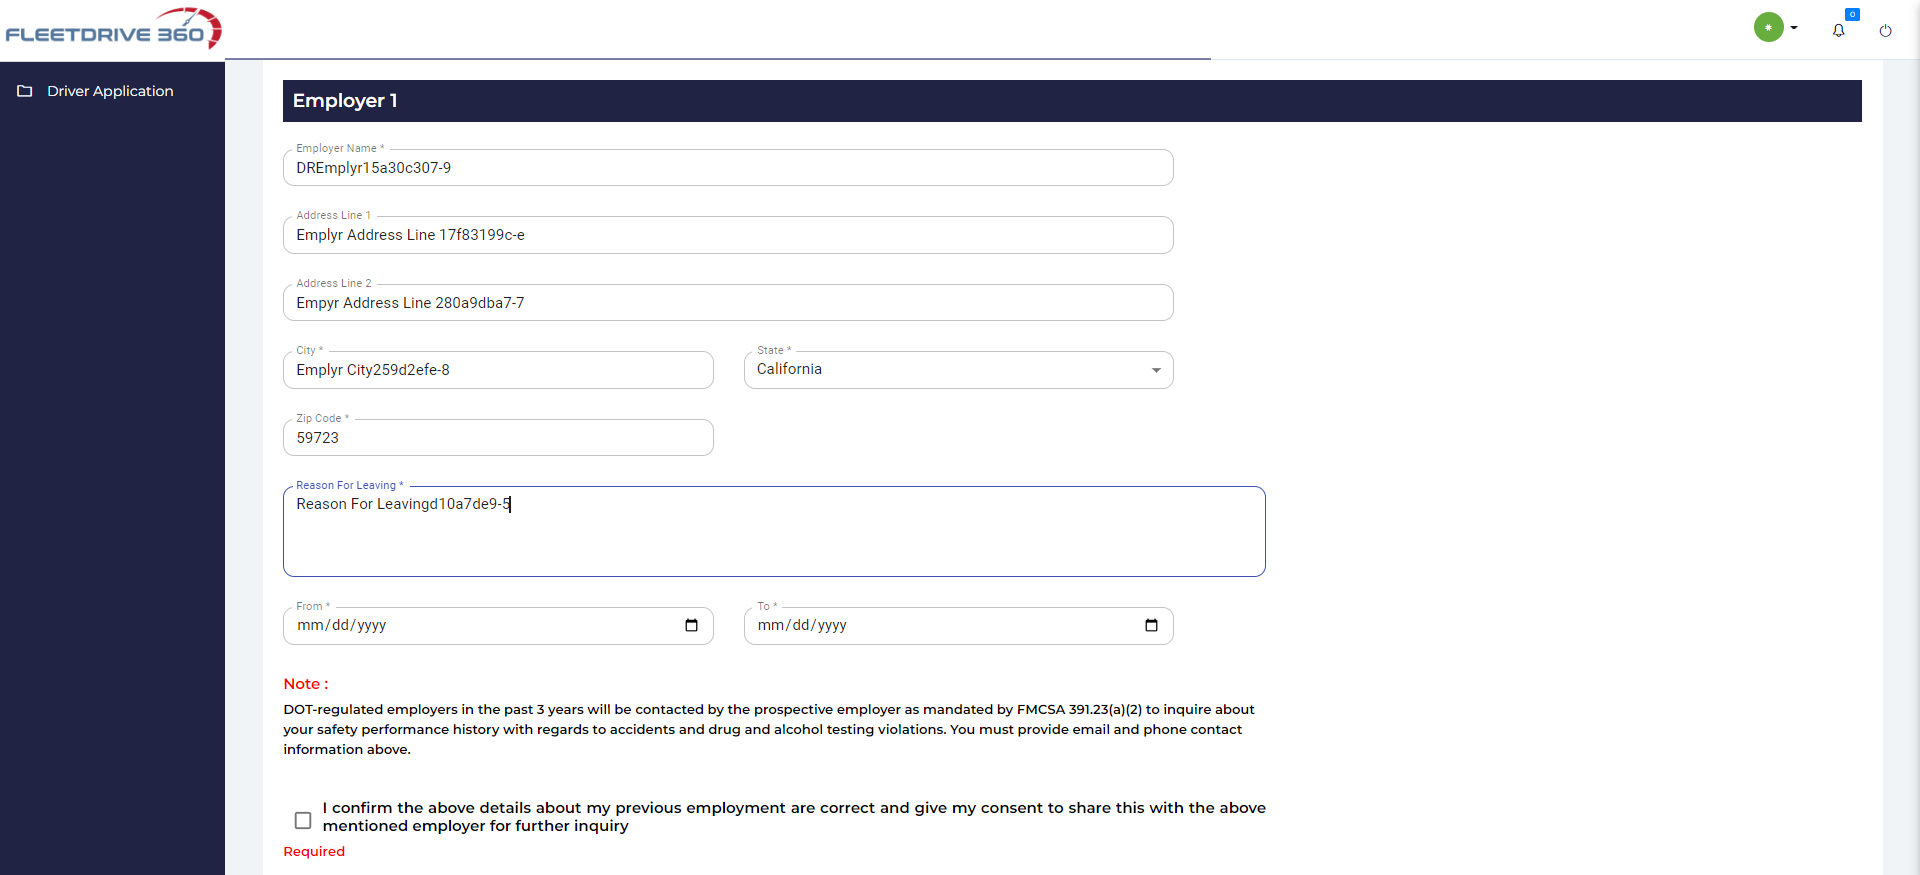 FLEETDRIVE 360
0
Driver Application
Employer 1
Employer Name *
DREmplyr15a30c307-9
Address Line 1
Emplyr Address Line 17f83199c-e
Address Line 2
Empyr Address Line 280a9dba7-7
City *
Emplyr City259d2efe-8
State *
California
Zip Code *
59723
Reason For Leaving *
Reason For Leavingd10a7de9-5
From *
mm/dd/yyyy
To *
mm/dd/yyyy
Note :
DOT-regulated employers in the past 3 years will be contacted by the prospective employer as mandated by FMCSA 391.23(a)(2) to inquire about
your safety performance history with regards to accidents and drug and alcohol testing violations. You must provide email and phone contact
information above.
I confirm the above details about my previous employment are correct and give my consent to share this with the above
mentioned employer for further inquiry
Required